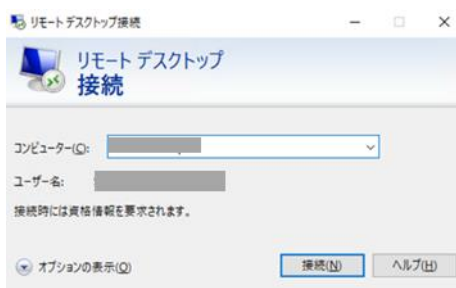 リモート デスクトップ接続
リモート デスクトップ
接続
コンピューター(C):
ユーザー名:
接続時には資格情報を要求されます。
オプションの表示(O) 接続(N) ヘルプ(H)